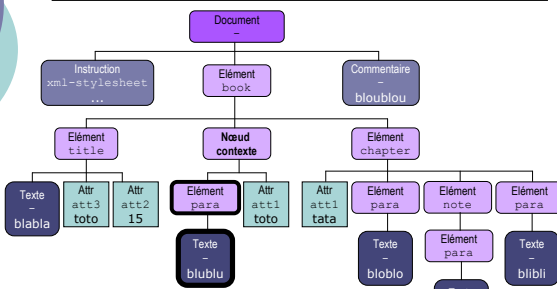 Document
–
Instruction
xml-stylesheet
...
Elément
book
Commentaire
–
bloublou
Elément
title
Nœud
contexte
Elément
chapter
Texte
–
blabla
Attr
att3
toto
Attr
att2
15
Elément
para
Attr
att1
toto
Attr
att1
tata
Elément
para
Elément
note
Elément
para
Texte
–
blublu
Texte
–
bloblo
Elément
para
Texte
–
blibli